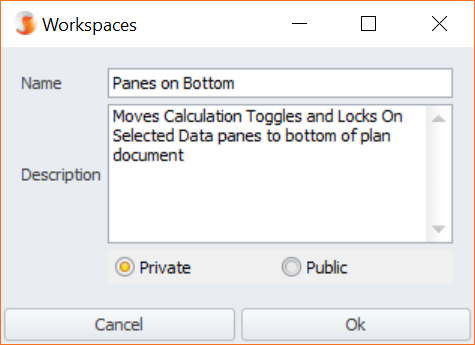 Workspaces
Name
Panes on Bottom
Description
Moves Calculation Toggles and Locks On
Selected Data panes to bottom of plan
document
Private
Public
Cancel
Ok